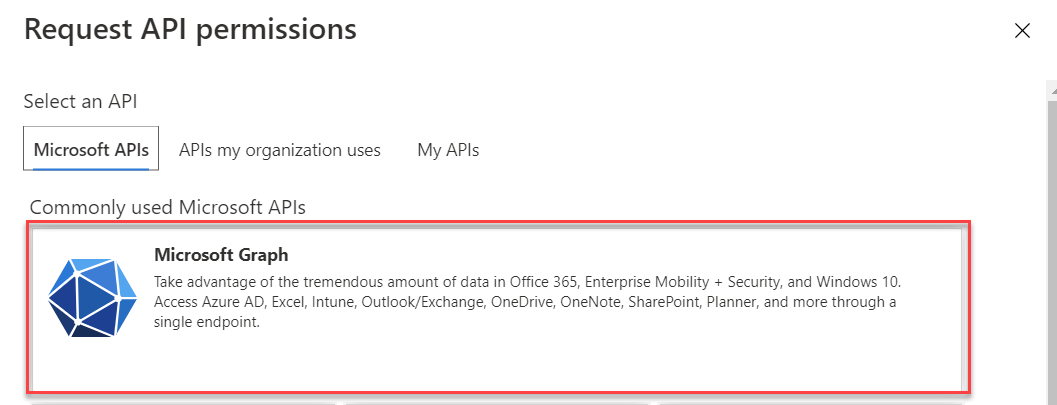 Request API permissions
Select an API
Microsoft APIs
APIs my organization uses
My APIs
Commonly used Microsoft APIs
Microsoft Graph
Take advantage of the tremendous amount of data in Office 365, Enterprise Mobility + Security, and Windows 10.
Access Azure AD, Excel, Intune, Outlook/Exchange, OneDrive, OneNote, SharePoint, Planner, and more through a
single endpoint.